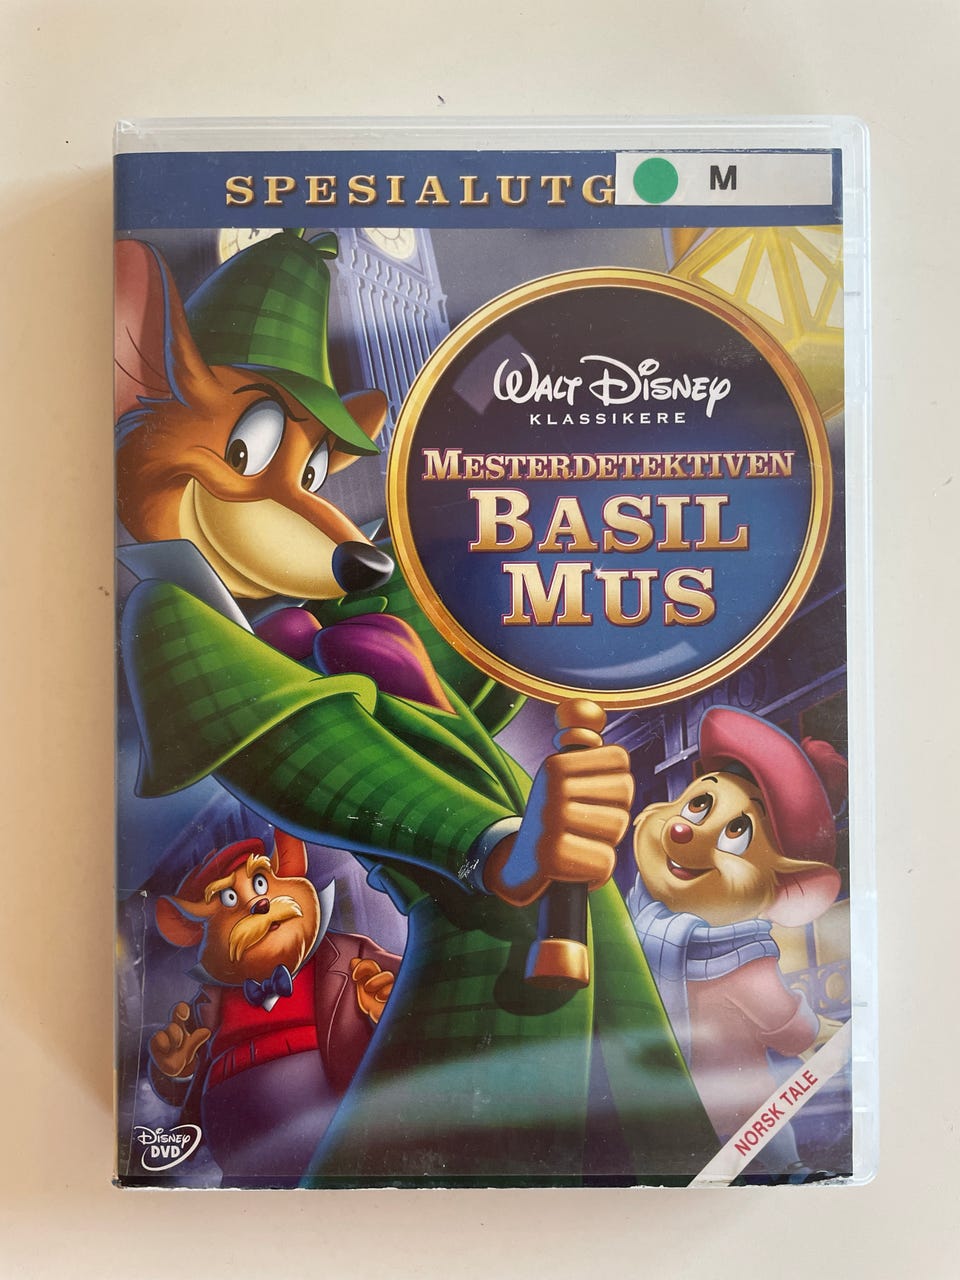 SPESIALUTG
M
WALT DISNEY
KLASSIKERE
MESTERDETEKTIVEN
BASIL
MUS
NORSK TALE
DISNEY
DVD